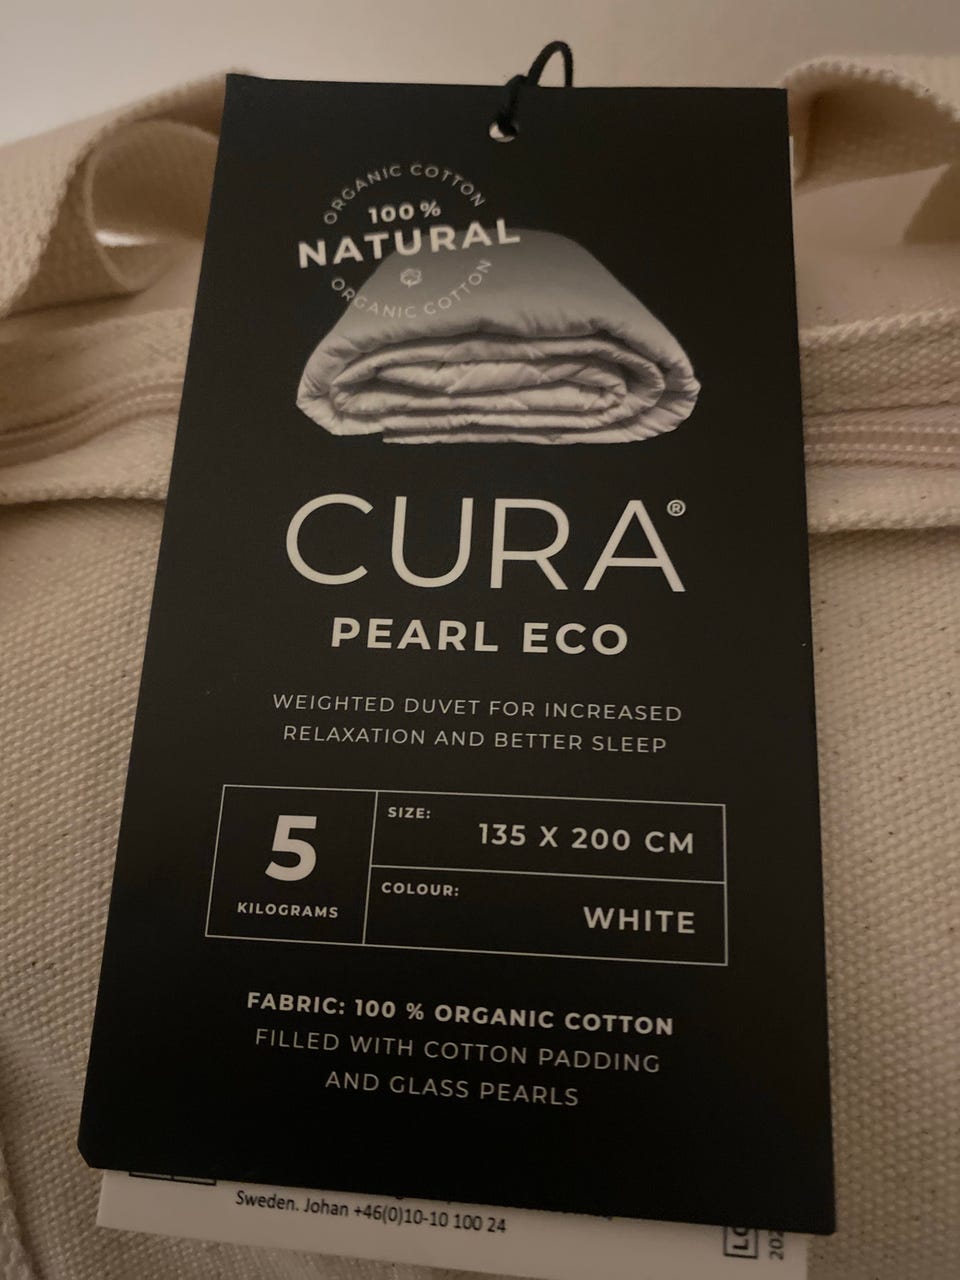 ORGANIC COTTON
100 %
NATURAL
ORGANIC COTTON
CURA®
PEARL ECO
WEIGHTED DUVET FOR INCREASED
RELAXATION AND BETTER SLEEP
5
KILOGRAMS
SIZE:
135 X 200 CM
COLOUR:
WHITE
FABRIC: 100 % ORGANIC COTTON
FILLED WITH COTTON PADDING
AND GLASS PEARLS
Sweden. Johan +46(0)10-10 100 24